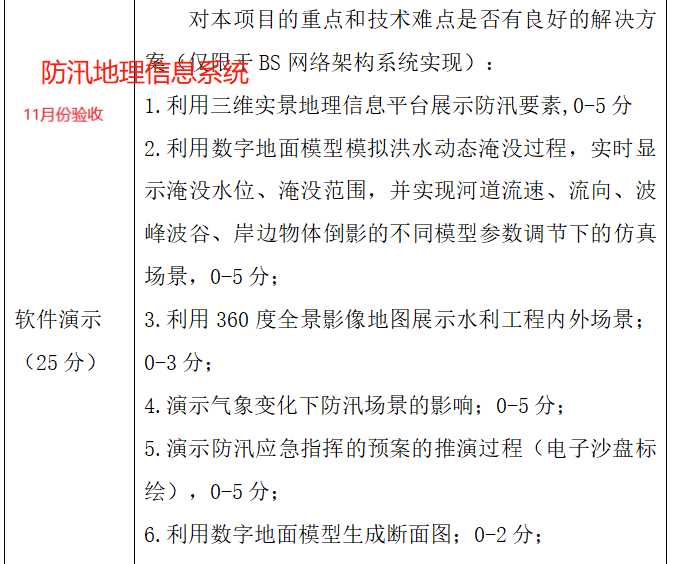 对本项目的重点和技术难点是否有良好的解决方
案（仅限于 BS 网络架构系统实现）：
防汛地理信息系统
11月份验收
1.利用三维实景地理信息平台展示防汛要素,0-5 分
2.利用数字地面模型模拟洪水动态淹没过程，实时显
示淹没水位、淹没范围，并实现河道流速、流向、波
峰波谷、岸边物体倒影的不同模型参数调节下的仿真
场景，0-5 分；
软件演示
（25 分）
3.利用 360 度全景影像地图展示水利工程内外场景；
0-3 分；
4.演示气象变化下防汛场景的影响；0-5 分；
5.演示防汛应急指挥的预案的推演过程（电子沙盘标
绘），0-5 分；
6.利用数字地面模型生成断面图；0-2 分；